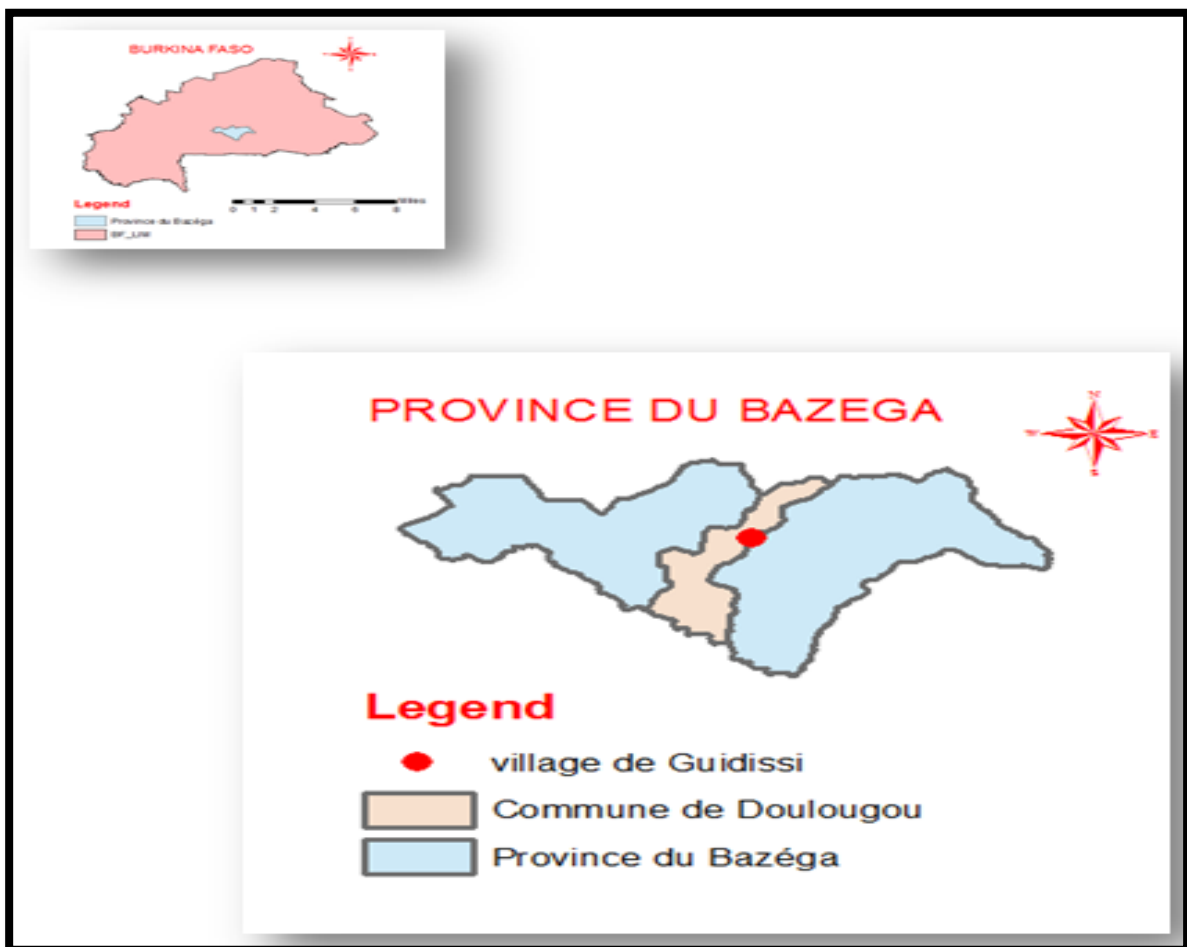 BURKINA FASO
Legend
0 1 2 4 6 8 Miles
Province du Bazéga
PROVINCE DU BAZEGA
N
W E
S
Legend
village de Guidissi
Commune de Doulougou
Province du Bazéga